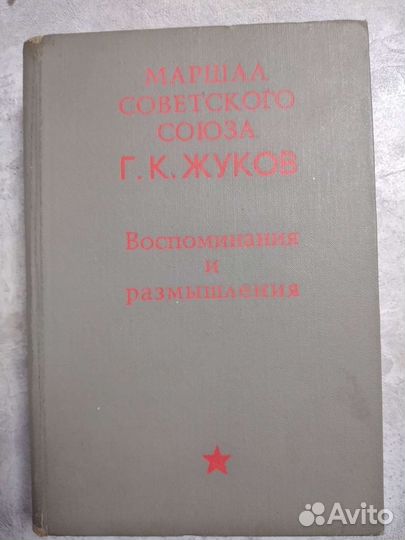 МАРШАЛ
СОВЕТСКОГО
СОЮЗА
Г. К. ЖУКОВ
Воспоминания
и
размышления
Avito